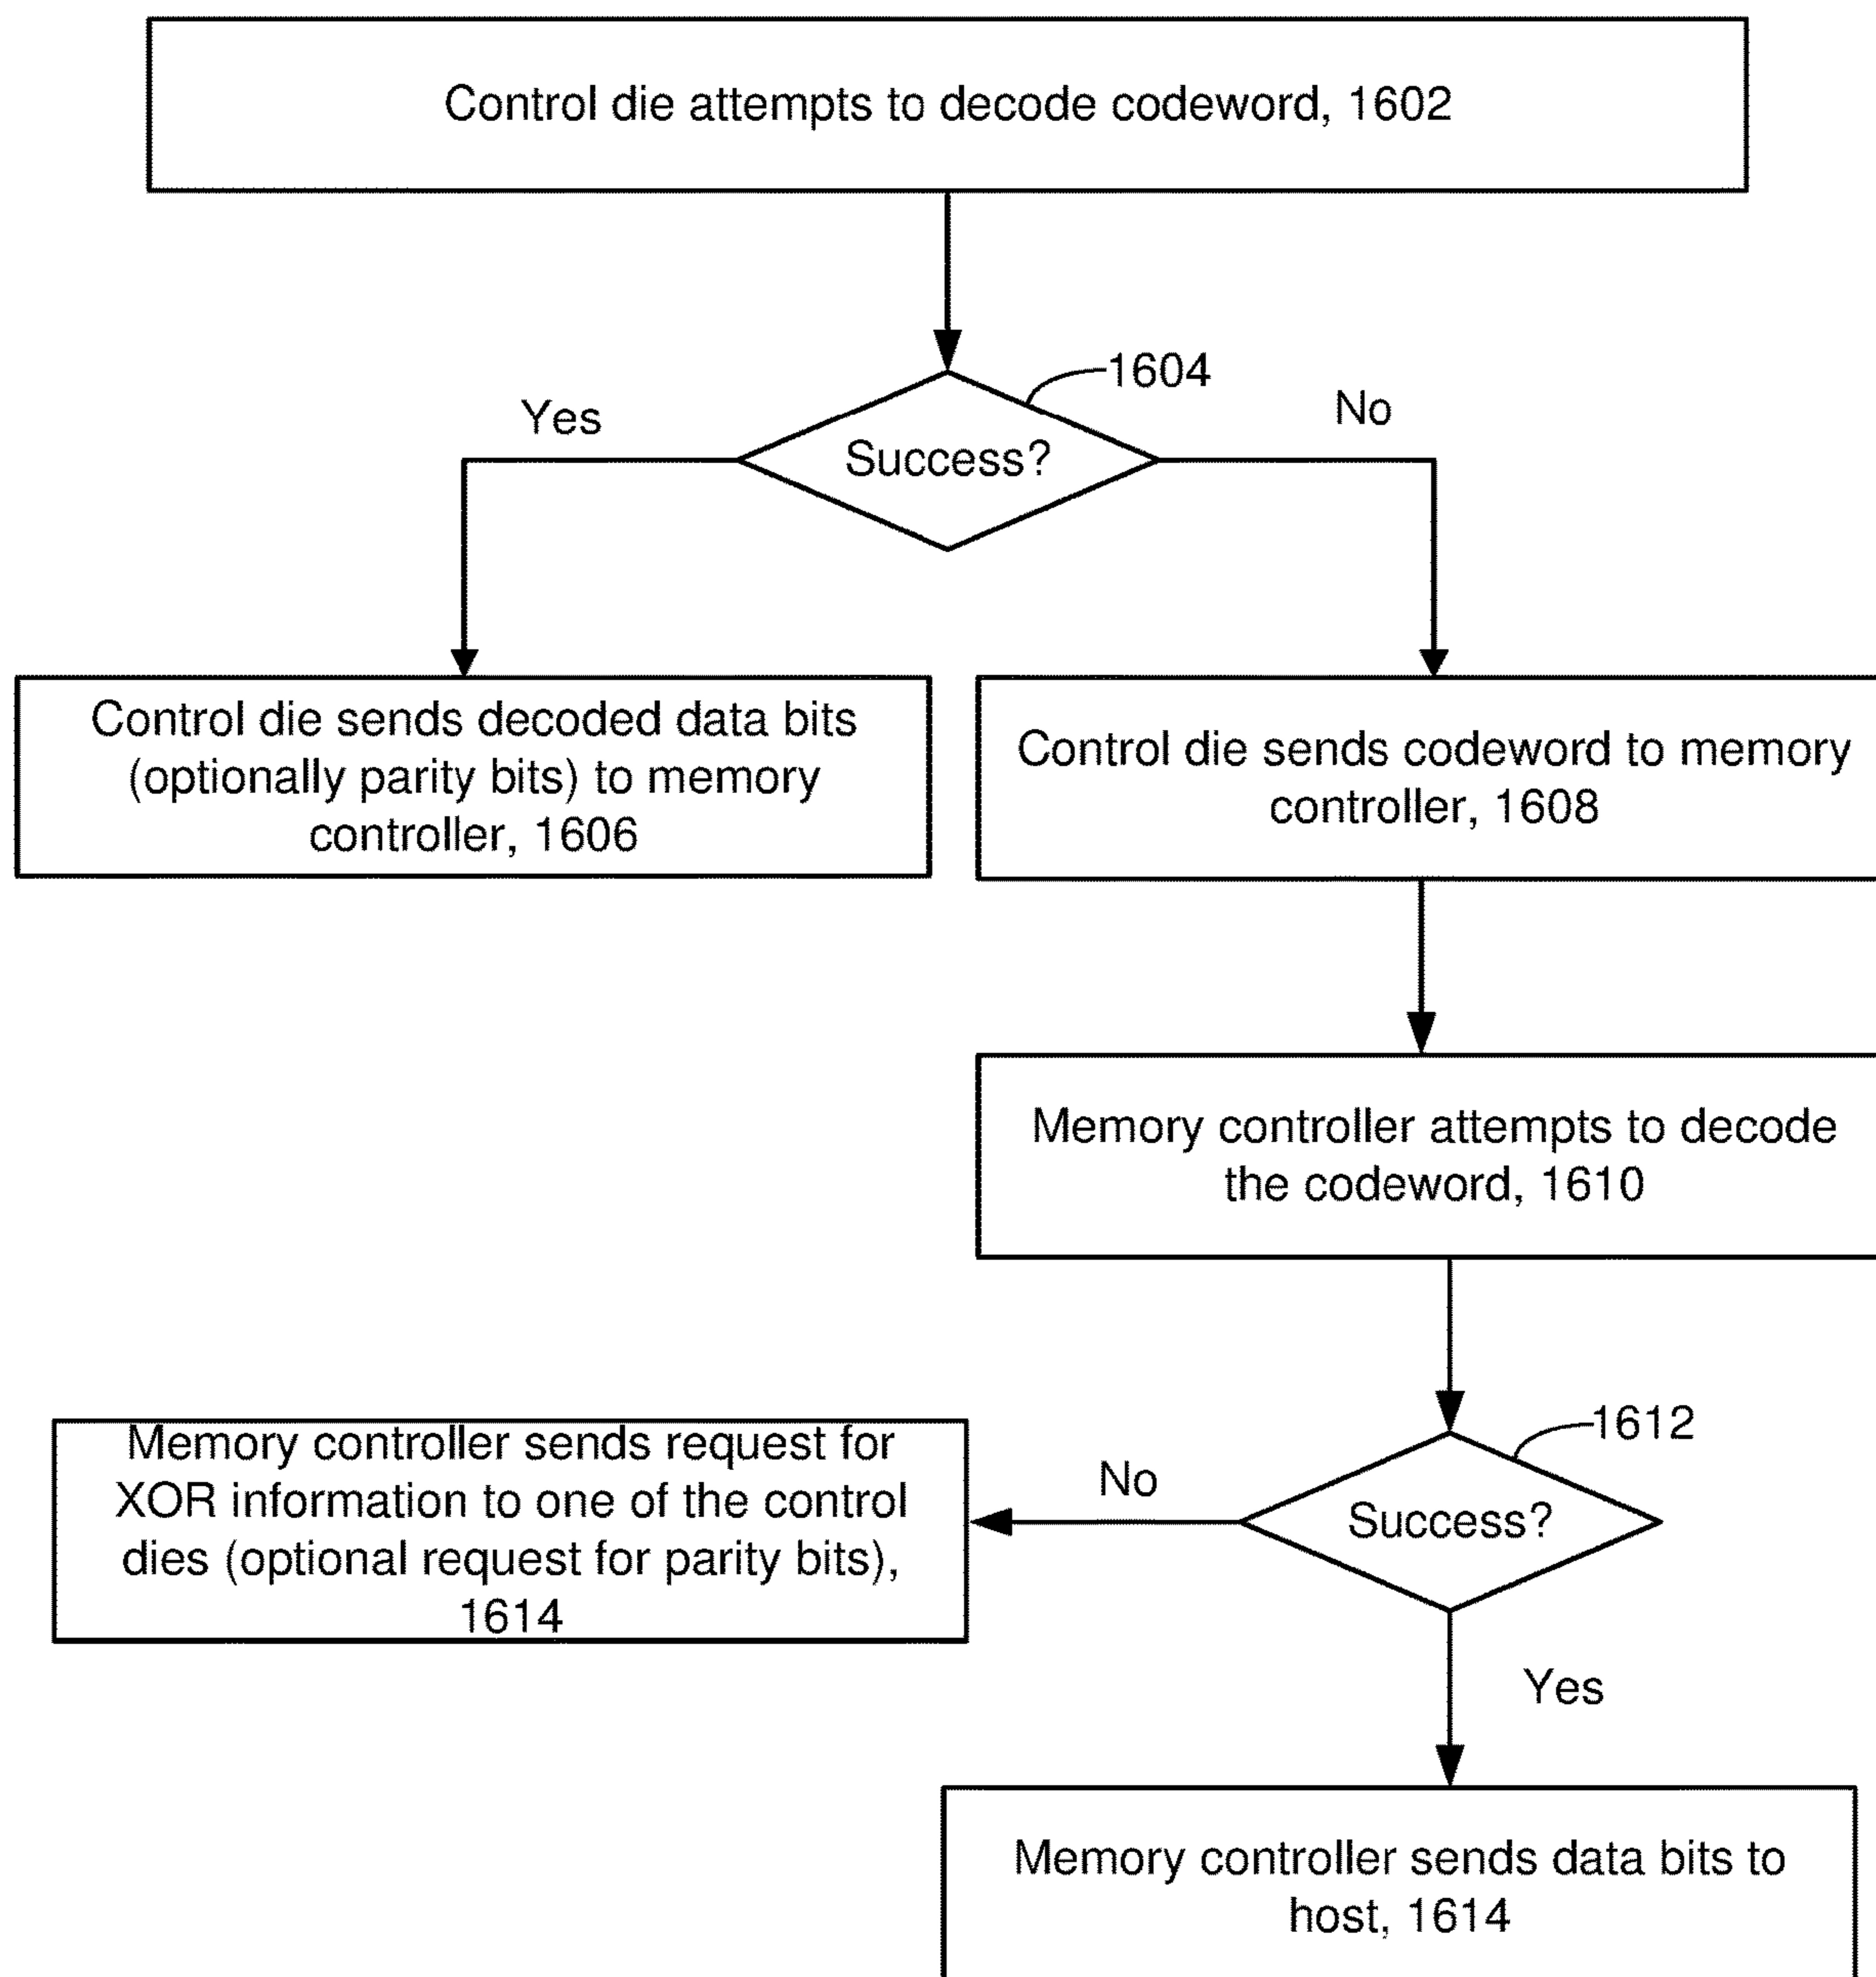 Control die attempts to decode codeword, 1602
1604
Yes
No
Success?
Control die sends decoded data bits
(optionally parity bits) to memory
controller, 1606
Control die sends codeword to memory
controller, 1608
Memory controller attempts to decode
the codeword, 1610
1612
Memory controller sends request for
XOR information to one of the control
dies (optional request for parity bits),
1614
No
Success?
Yes
Memory controller sends data bits to
host, 1614